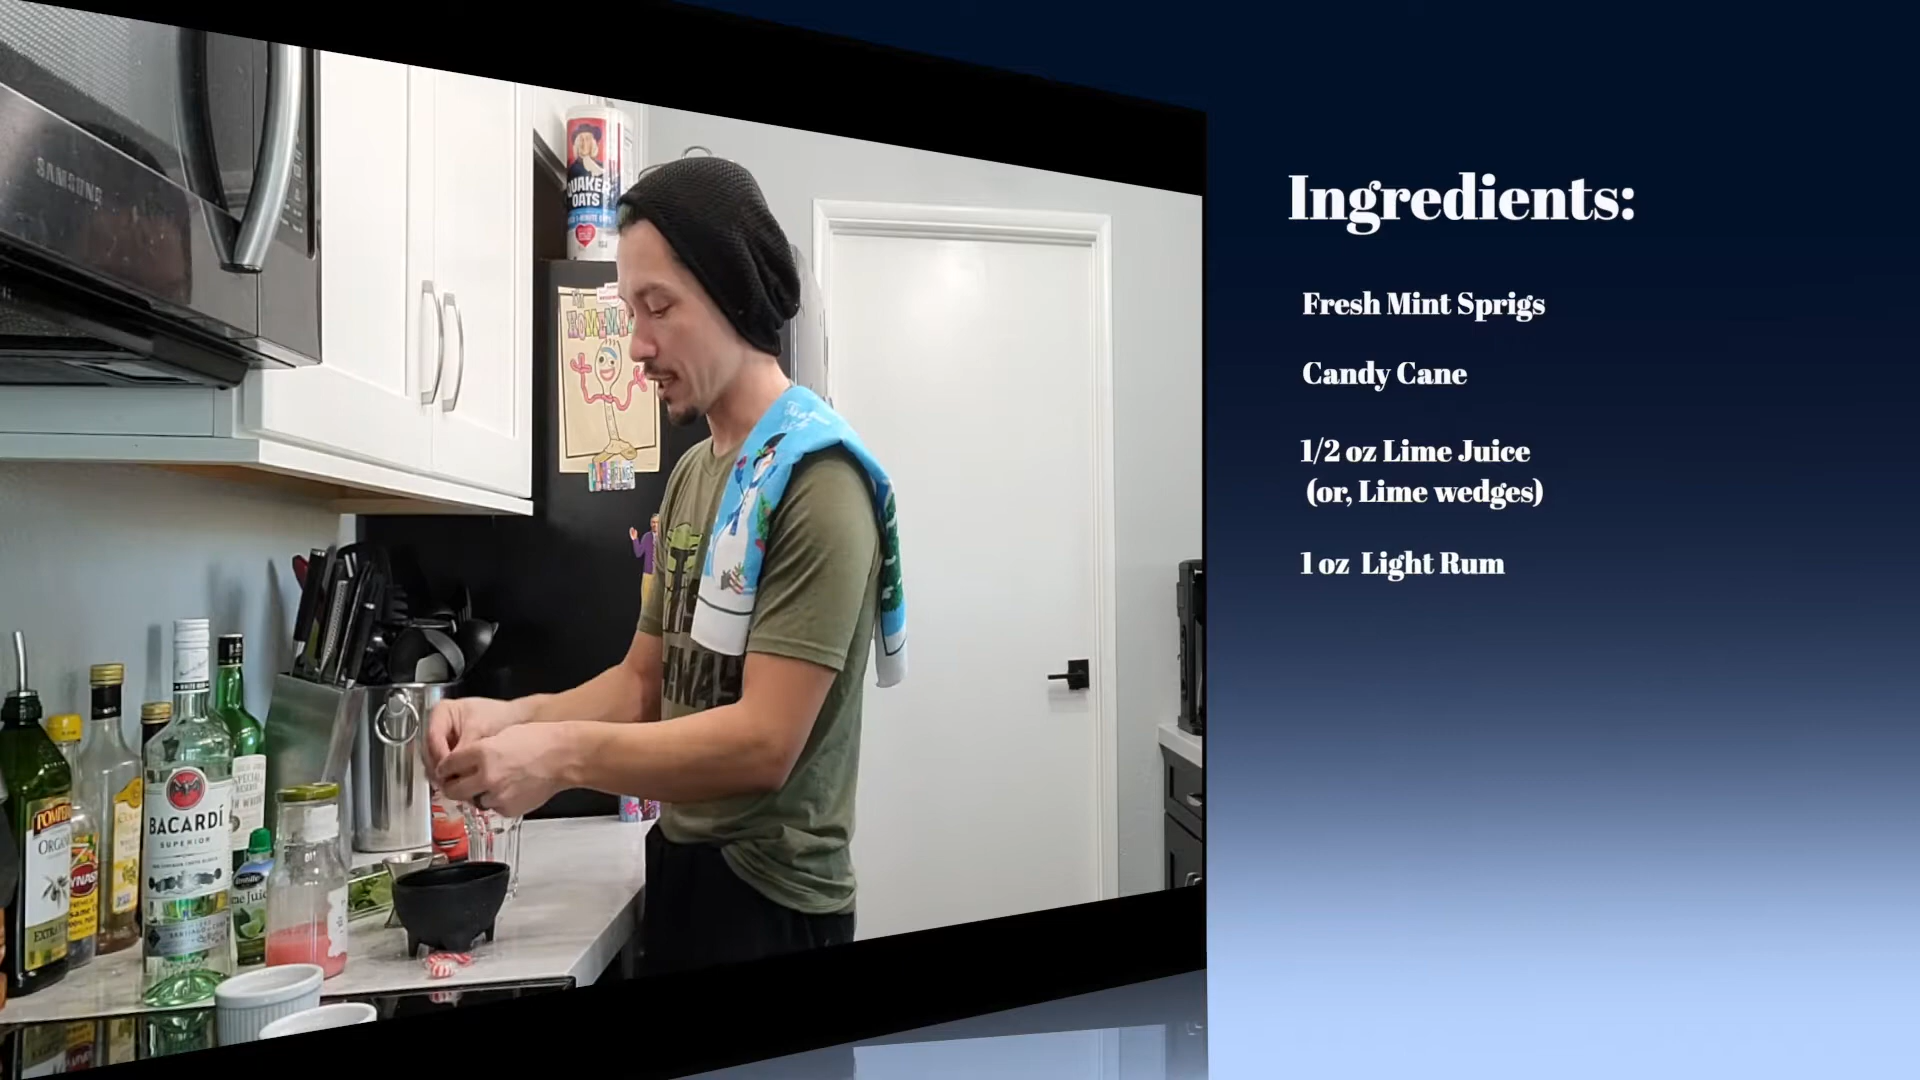 SAMSUNG
QUAKER
OATS
BACARDÍ
SUPERIOR
Ingredients:
Fresh Mint Sprigs
Candy Cane
1/2 oz Lime Juice
(or, Lime wedges)
1 oz Light Rum